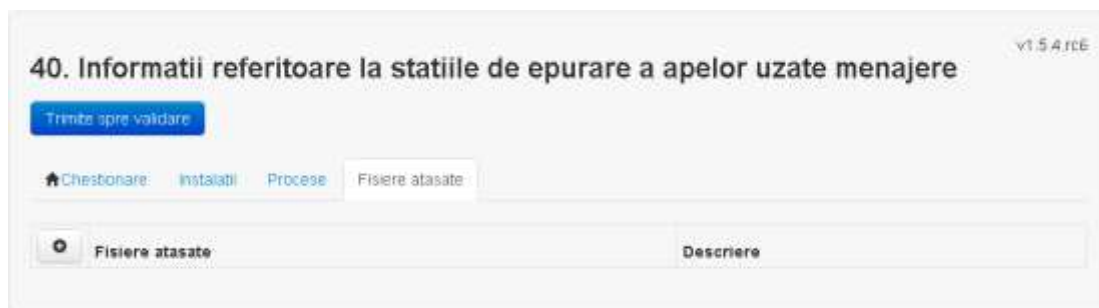 v1.5.4.rc6
40. Informatii referitoare la statiile de epurare a apelor uzate menajere
Trimite spre validare
Chestionare Instalatii Procese Fisiere atasate
Fisiere atasate Descriere